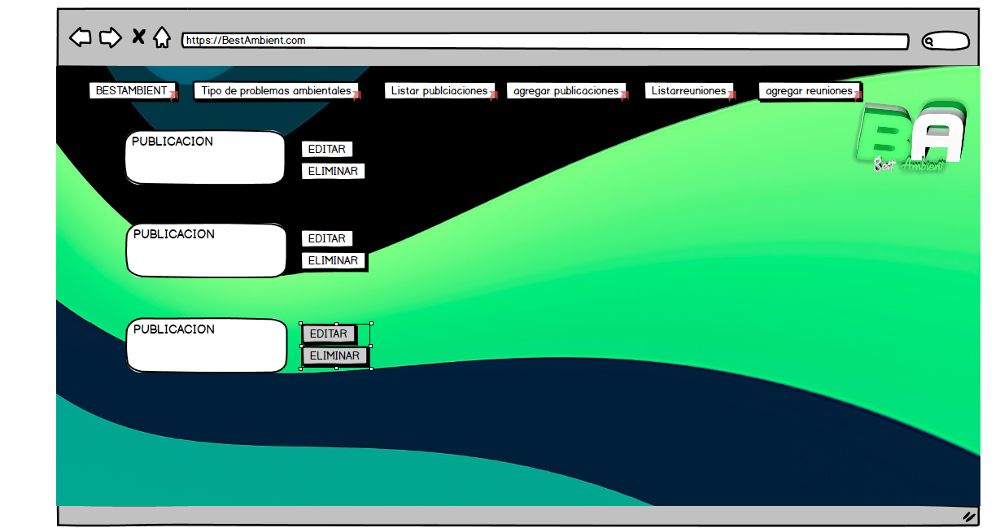 https://BestAmbient.com
BESTAMBIENT
Tipo de problemas ambientales
Listar publciaciones
agregar publicaciones
Listarreuniones
agregar reuniones
BA
Best Ambient
PUBLICACION
EDITAR
ELIMINAR
PUBLICACION
EDITAR
ELIMINAR
PUBLICACION
EDITAR
ELIMINAR